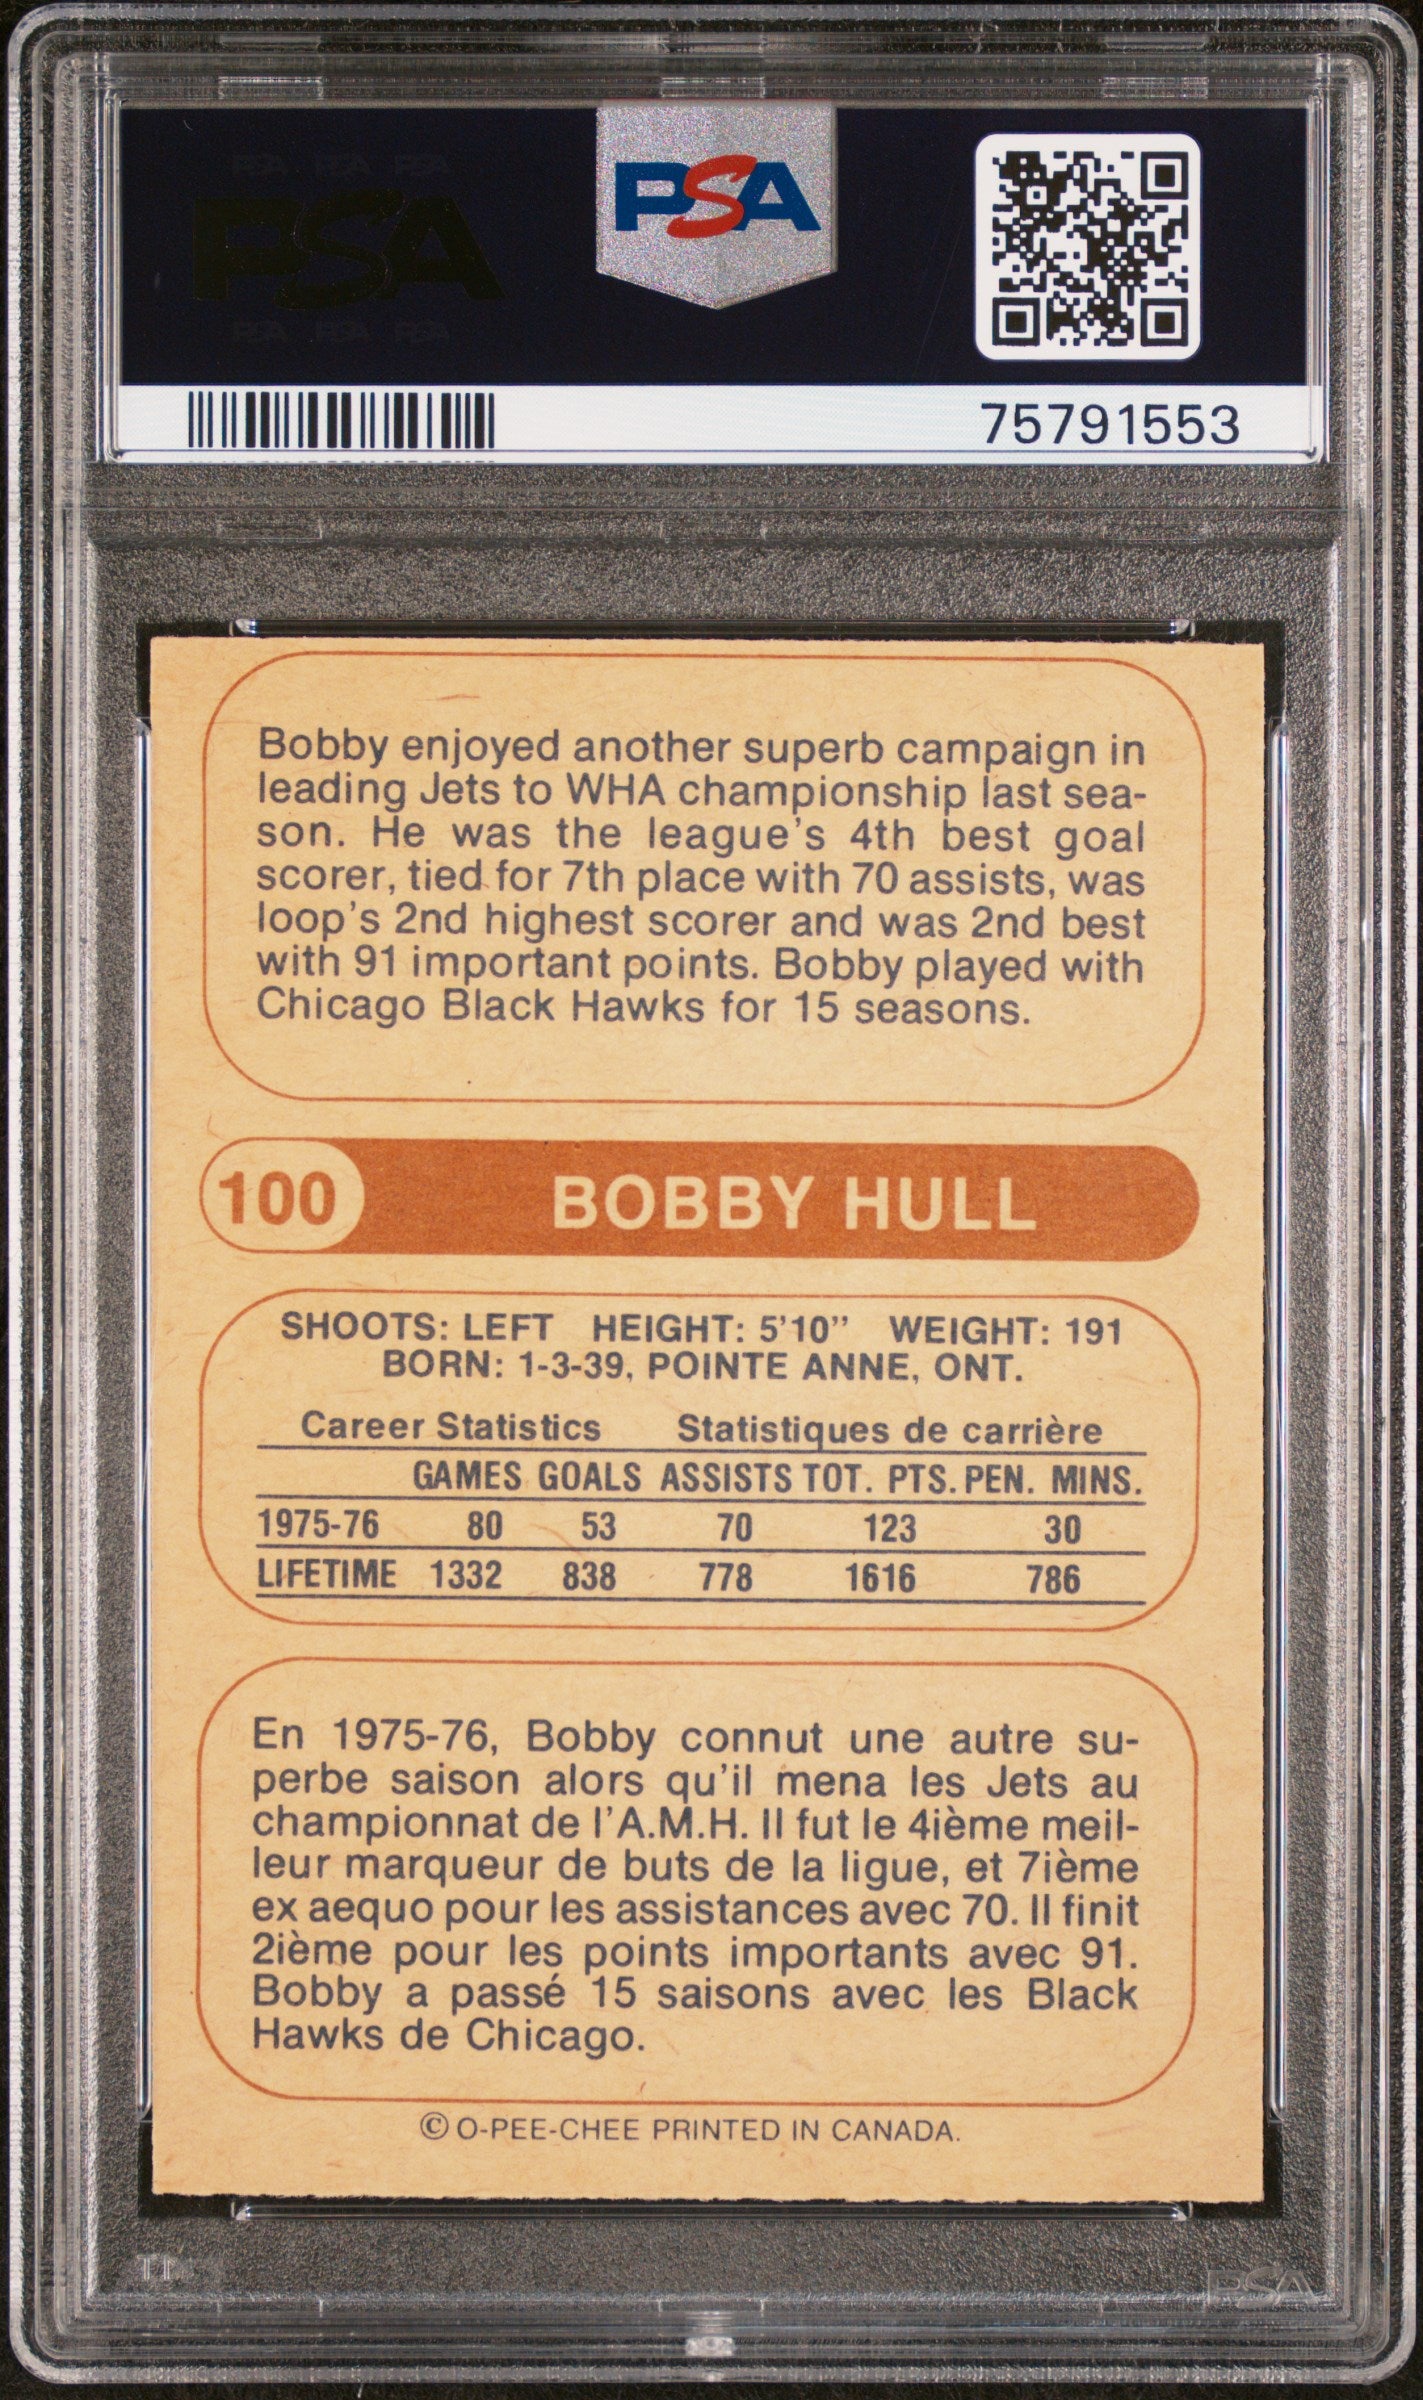 PSA PSA PSA
PSA
PSA PSA PSA
PSA
75791553
Bobby enjoyed another superb campaign in
leading Jets to WHA championship last sea-
son. He was the league's 4th best goal
scorer, tied for 7th place with 70 assists, was
loop's 2nd highest scorer and was 2nd best
with 91 important points. Bobby played with
Chicago Black Hawks for 15 seasons.
100 BOBBY HULL
SHOOTS: LEFT HEIGHT: 5'10" WEIGHT: 191
BORN: 1-3-39, POINTE ANNE, ONT.
Career Statistics Statistiques de carrière
GAMES GOALS ASSISTS TOT. PTS. PEN. MINS.
1975-76 80 53 70 123 30
LIFETIME 1332 838 778 1616 786
En 1975-76, Bobby connut une autre su-
perbe saison alors qu'il mena les Jets au
championnat de l'A.M.H. Il fut le 4ième meil-
leur marqueur de buts de la ligue, et 7ième
ex aequo pour les assistances avec 70. Il finit
2ième pour les points importants avec 91.
Bobby a passé 15 saisons avec les Black
Hawks de Chicago.
© O-PEE-CHEE PRINTED IN CANADA.
PSA